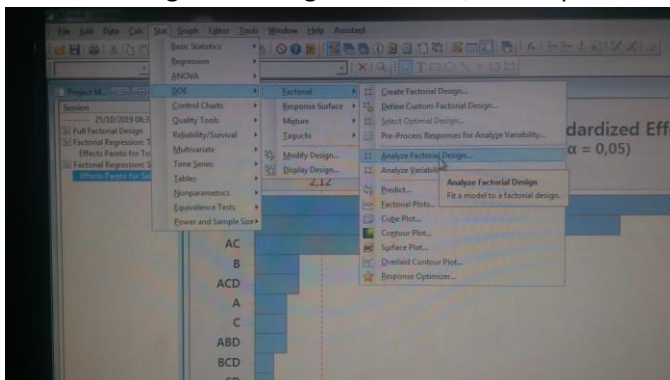 File Edit Data Calc Stat Graph Editor Tools Window Help Assistant
Basic Statistics
Regression
ANOVA
DOE
Control Charts
Quality Tools
Reliability/Survival
Multivariate
Time Series
Tables
Nonparametrics
Equivalence Tests
Power and Sample Size
Factorial
Response Surface
Mixture
Taguchi
Modify Design...
Display Design...
Create Factorial Design...
Define Custom Factorial Design...
Select Optimal Design...
Pre-Process Responses for Analyze Variability...
Analyze Factorial Design...
Analyze Variability
Predict...
Factorial Plots...
Cube Plot...
Contour Plot...
Surface Plot...
Overlaid Contour Plot...
Response Optimizer...
Analyze Factorial Design
Fit a model to a factorial design.
Project M...
Session
25/10/2019 08:3
Full Factorial Design
Factorial Regression: T
Effects Pareto for To
Factorial Regression: S
Effects Pareto for Sal
dardized Eff
α = 0,05)
2,12
AC
B
ACD
A
C
ABD
BCD